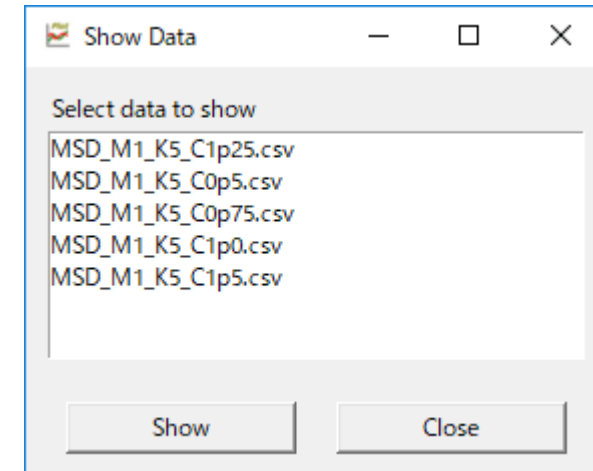 Show Data
Select data to show
MSD_M1_K5_C1p25.csv
MSD_M1_K5_C0p5.csv
MSD_M1_K5_C0p75.csv
MSD_M1_K5_C1p0.csv
MSD_M1_K5_C1p5.csv
Show Close